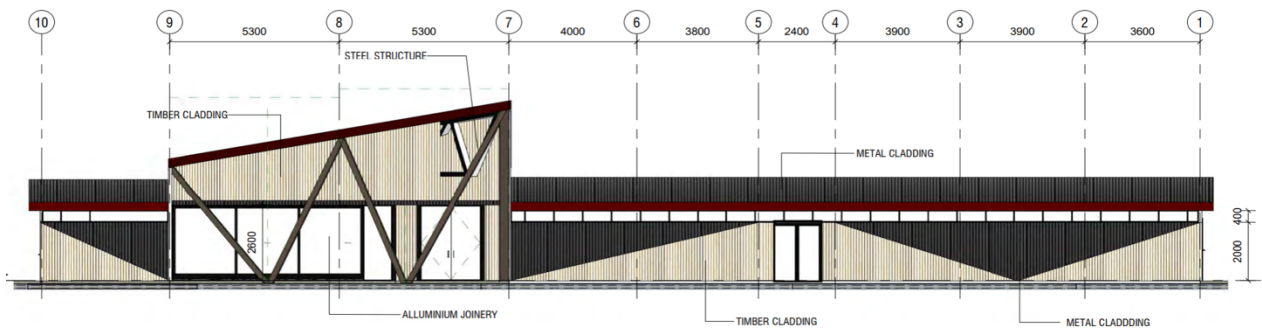 10 9 8 7 6 5 4 3 2 1
5300 5300 4000 3800 2400 3900 3900 3600
STEEL STRUCTURE
TIMBER CLADDING
METAL CLADDING
400
2600
2000
ALLUMINIUM JOINERY
TIMBER CLADDING
METAL CLADDDING